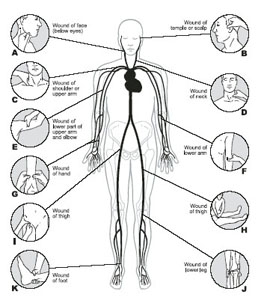 Wound of face
(below eyes)
A
Wound of
temple or scalp
B
C
Wound of
shoulder or
upper arm
Wound
of neck
D
E
Wound of
lower part of
upper arm
and elbow
Wound of
lower arm
F
G
Wound
of hand
Wound of
thigh
H
I
Wound
of thigh
K
Wound
of foot
Wound
of lower leg
J